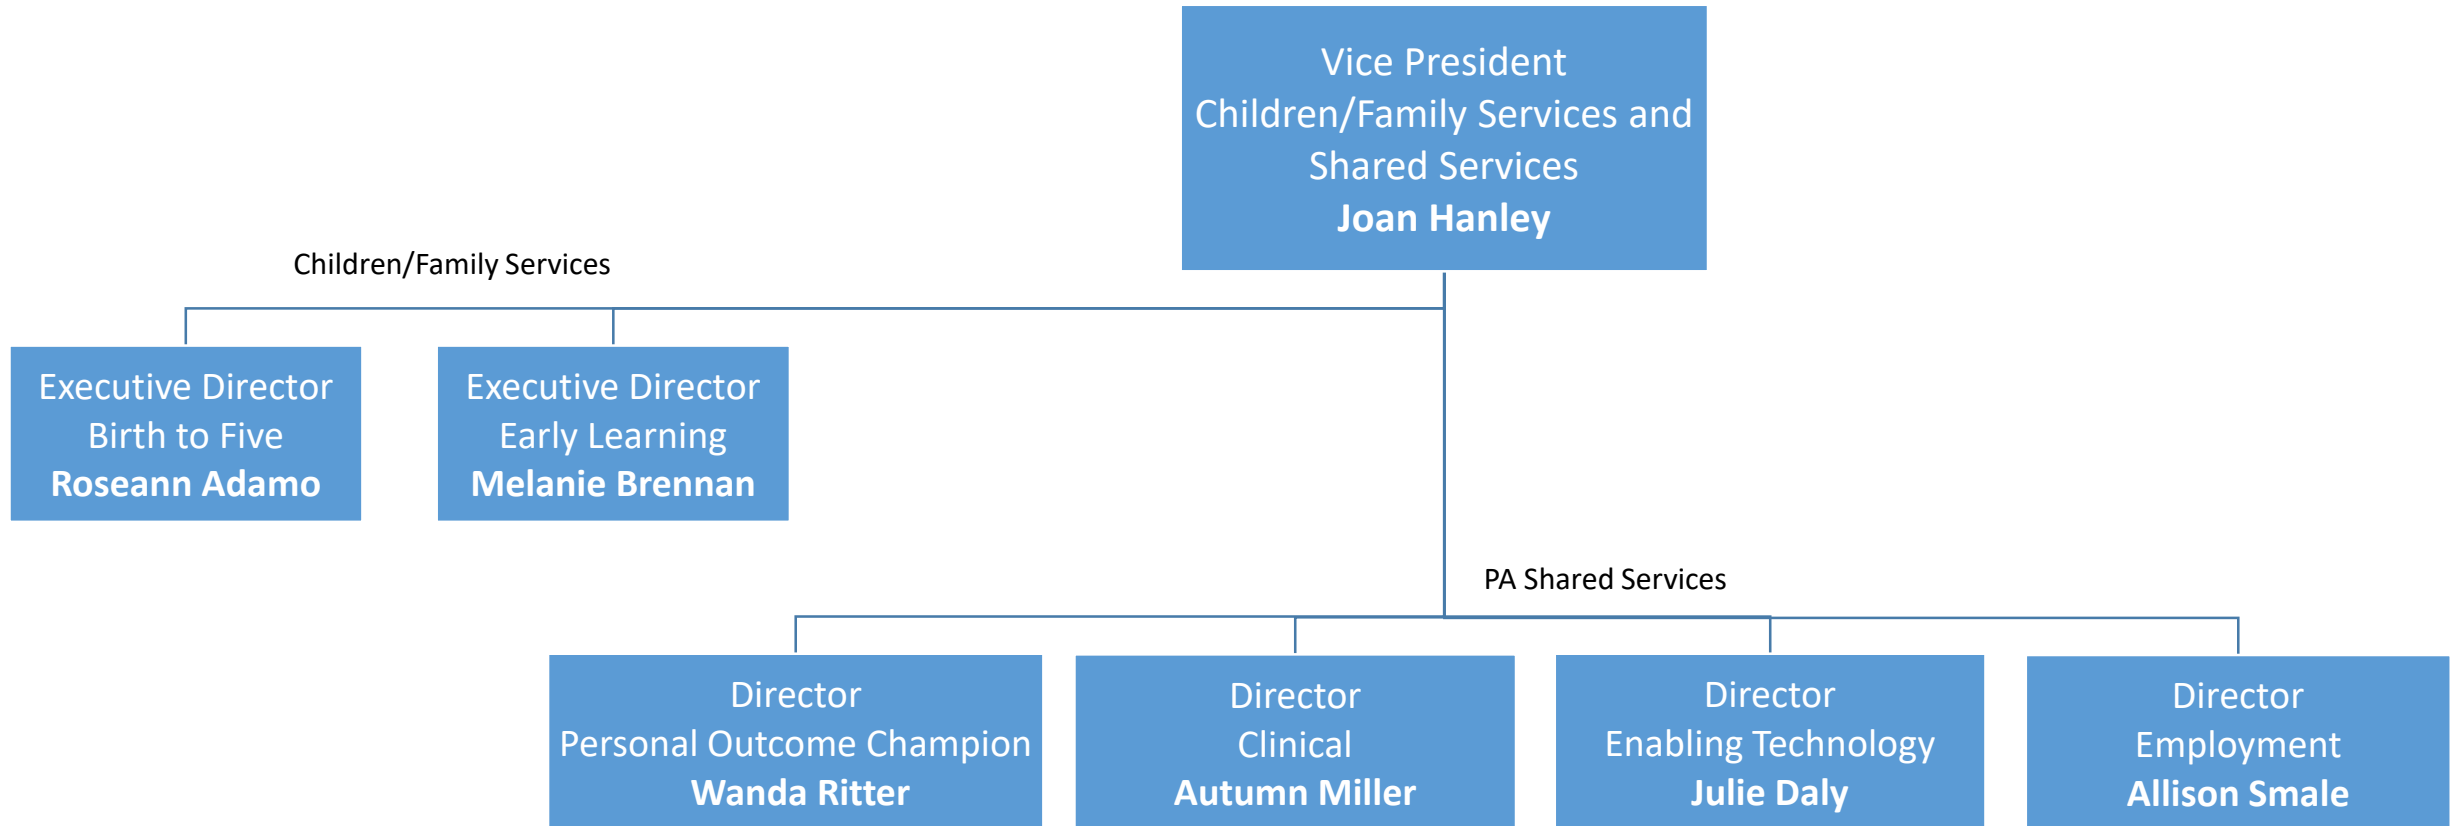 Vice President
Children/Family Services and
Shared Services
Joan Hanley
Children/Family Services
Executive Director
Birth to Five
Roseann Adamo
Executive Director
Early Learning
Melanie Brennan
PA Shared Services
Director
Personal Outcome Champion
Wanda Ritter
Director
Clinical
Autumn Miller
Director
Enabling Technology
Julie Daly
Director
Employment
Allison Smale